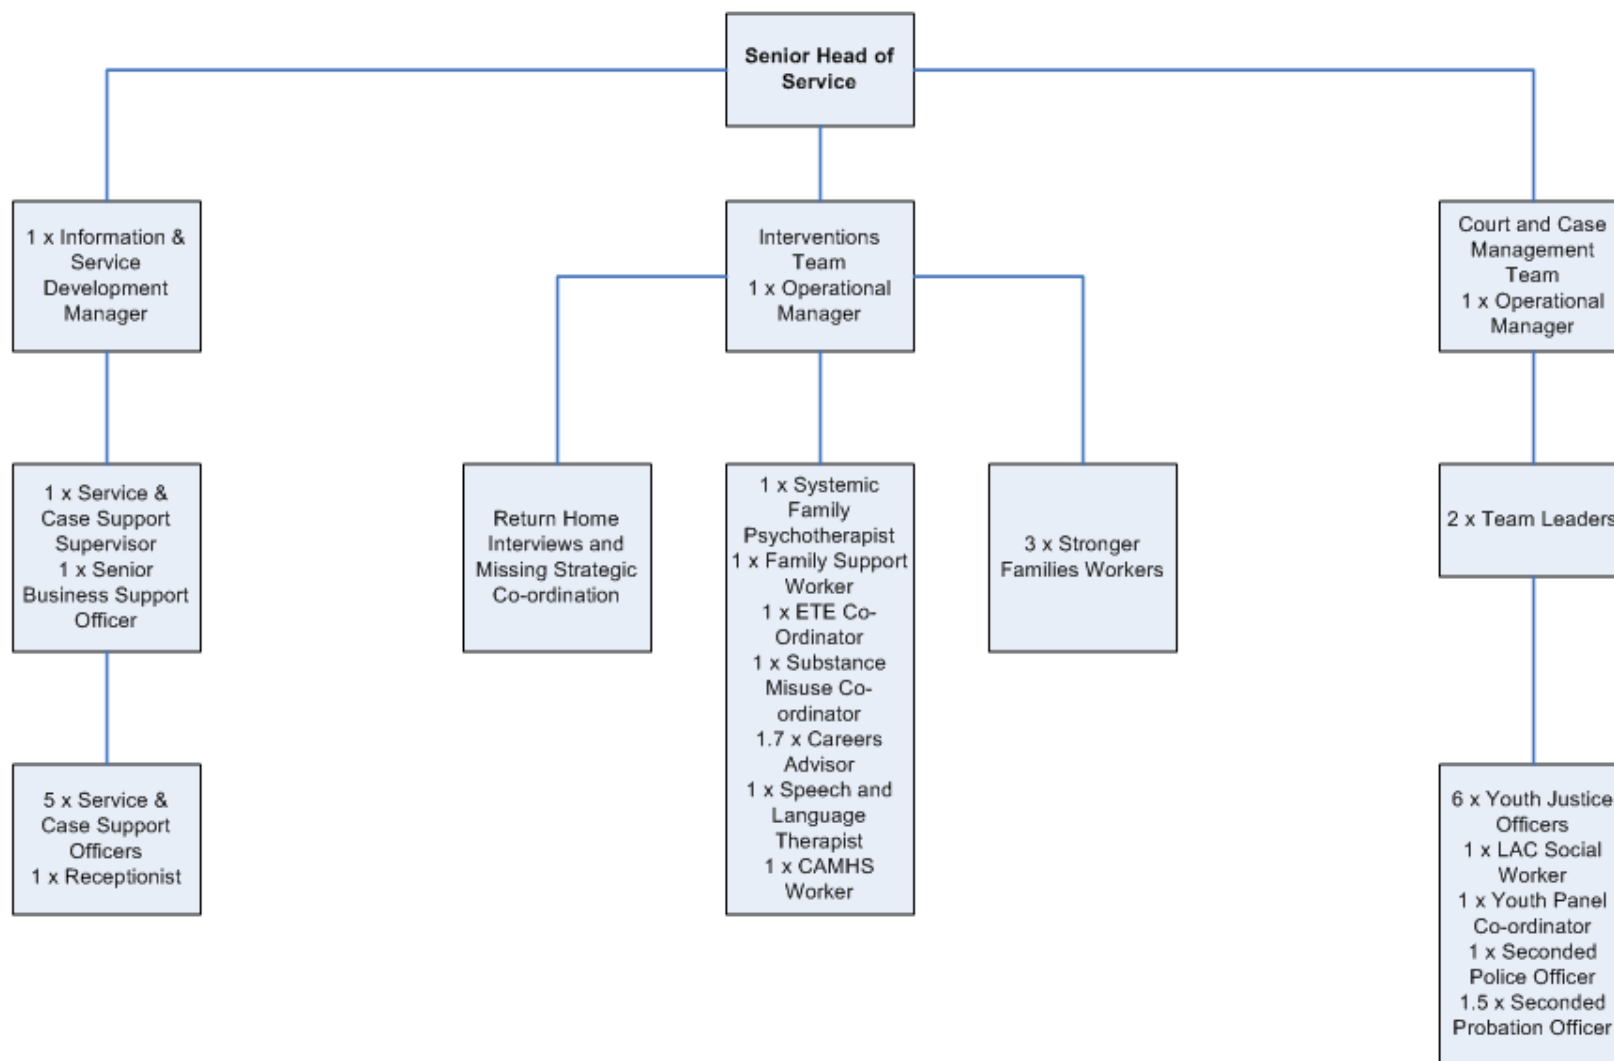 Senior Head of
Service
1 x Information &
Service
Development
Manager
Interventions
Team
1 x Operational
Manager
Court and Case
Management
Team
1 x Operational
Manager
1 x Service &
Case Support
Supervisor
1 x Senior
Business Support
Officer
Return Home
Interviews and
Missing Strategic
Co-ordination
1 x Systemic
Family
Psychotherapist
1 x Family Support
Worker
1 x ETE Co-
Ordinator
1 x Substance
Misuse Co-
ordinator
1.7 x Careers
Advisor
1 x Speech and
Language
Therapist
1 x CAMHS
Worker
3 x Stronger
Families Workers
2 x Team Leaders
5 x Service &
Case Support
Officers
1 x Receptionist
6 x Youth Justice
Officers
1 x LAC Social
Worker
1 x Youth Panel
Co-ordinator
1 x Seconded
Police Officer
1.5 x Seconded
Probation Officer